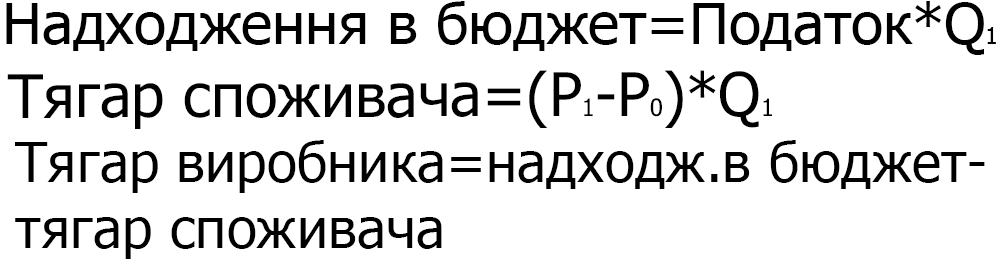 Надходження в бюджет=Податок*Q₁
Тягар споживача=(P₁-P₀)*Q₁
Тягар виробника=надходж.в бюджет-
тягар споживача